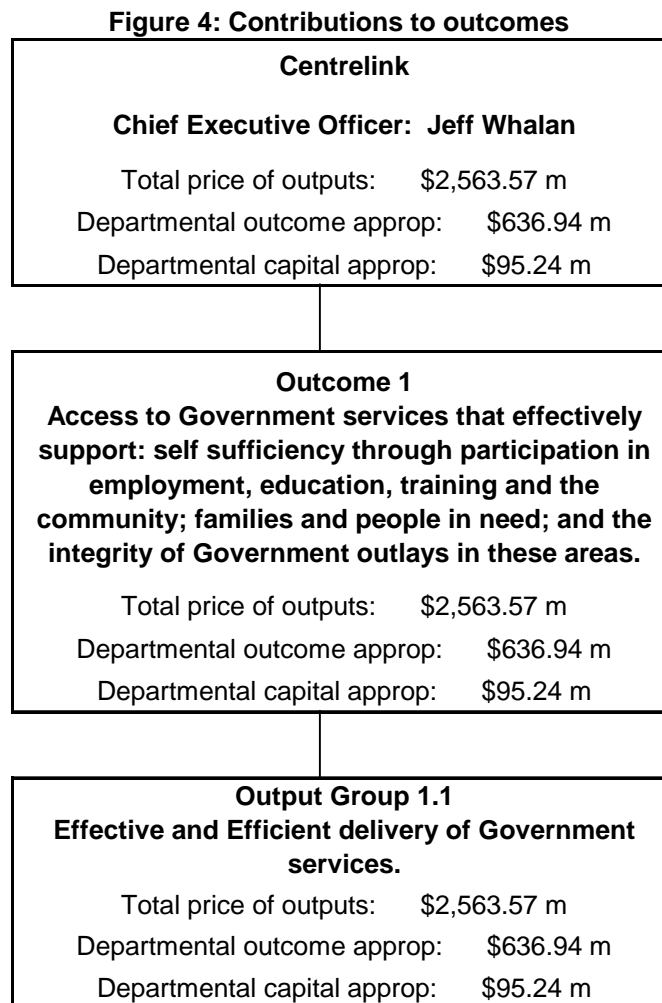 Figure 4: Contributions to outcomes
Centrelink
Chief Executive Officer: Jeff Whalan
Total price of outputs: $2,563.57 m
Departmental outcome approp: $636.94 m
Departmental capital approp: $95.24 m
Outcome 1
Access to Government services that effectively
support: self sufficiency through participation in
employment, education, training and the
community; families and people in need; and the
integrity of Government outlays in these areas.
Total price of outputs: $2,563.57 m
Departmental outcome approp: $636.94 m
Departmental capital approp: $95.24 m
Output Group 1.1
Effective and Efficient delivery of Government
services.
Total price of outputs: $2,563.57 m
Departmental outcome approp: $636.94 m
Departmental capital approp: $95.24 m